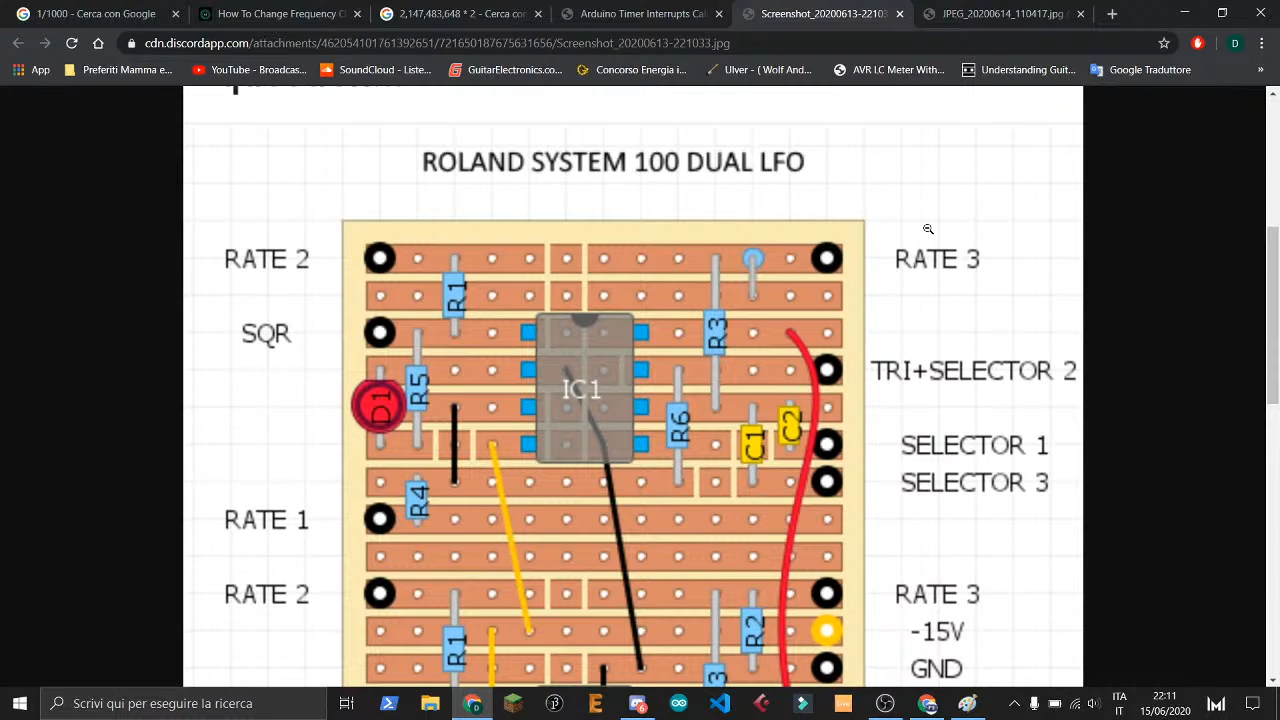 1/1000 - Cerca con Google
How To Change Frequency O
2,147,483,648 * 2 - Cerca con
Arduino Timer Interrupts Cal
Screenshot_20200613-22103
JPEG_20200614_110417.jpg
cdn.discordapp.com/attachments/462054101761392651/721650187675631656/Screenshot_20200613-221033.jpg
D
App
Preferiti Mamma e...
YouTube - Broadcas...
SoundCloud - Liste...
GuitarElectronic.co...
Concorso Energia i...
Ulver - ( Wolf And...
AVR LC Meter With...
Understanding Guit...
Google Traduttore
ROLAND SYSTEM 100 DUAL LFO
RATE 2
RATE 3
R1
SQR
R3
TRI+SELECTOR 2
D1
R5
IC1
R6
C1
C2
SELECTOR 1
R4
SELECTOR 3
RATE 1
RATE 2
RATE 3
R1
R2
-15V
3
GND
Scrivi qui per eseguire la ricerca
ITA
IT
22:11
15/06/2020